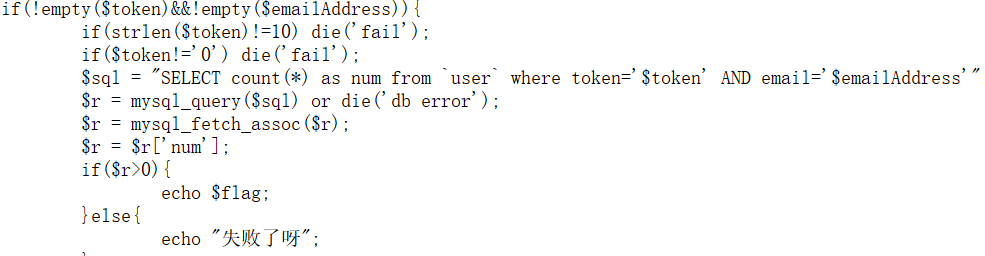 if(!empty($token)&&!empty($emailAddress)){
if(strlen($token)!=10) die('fail');
if($token!='0') die('fail');
$sql = "SELECT count(*) as num from `user` where token='$token' AND email='$emailAddress'"
$r = mysql_query($sql) or die('db error');
$r = mysql_fetch_assoc($r);
$r = $r['num'];
if($r>0){
echo $flag;
}else{
echo "失败了呀";